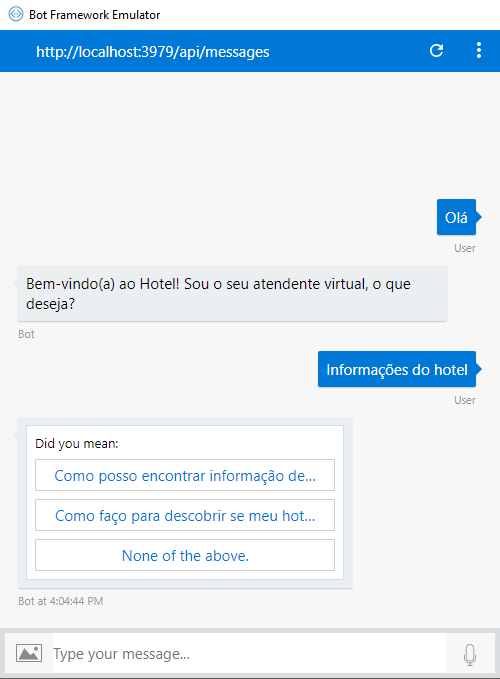 Bot Framework Emulator
http://localhost:3979/api/messages
Olá
User
Bem-vindo(a) ao Hotel! Sou o seu atendente virtual, o que
deseja?
Bot
Informações do hotel
User
Did you mean:
Como posso encontrar informação de...
Como faço para descobrir se meu hot...
None of the above.
Bot at 4:04:44 PM
Type your message...